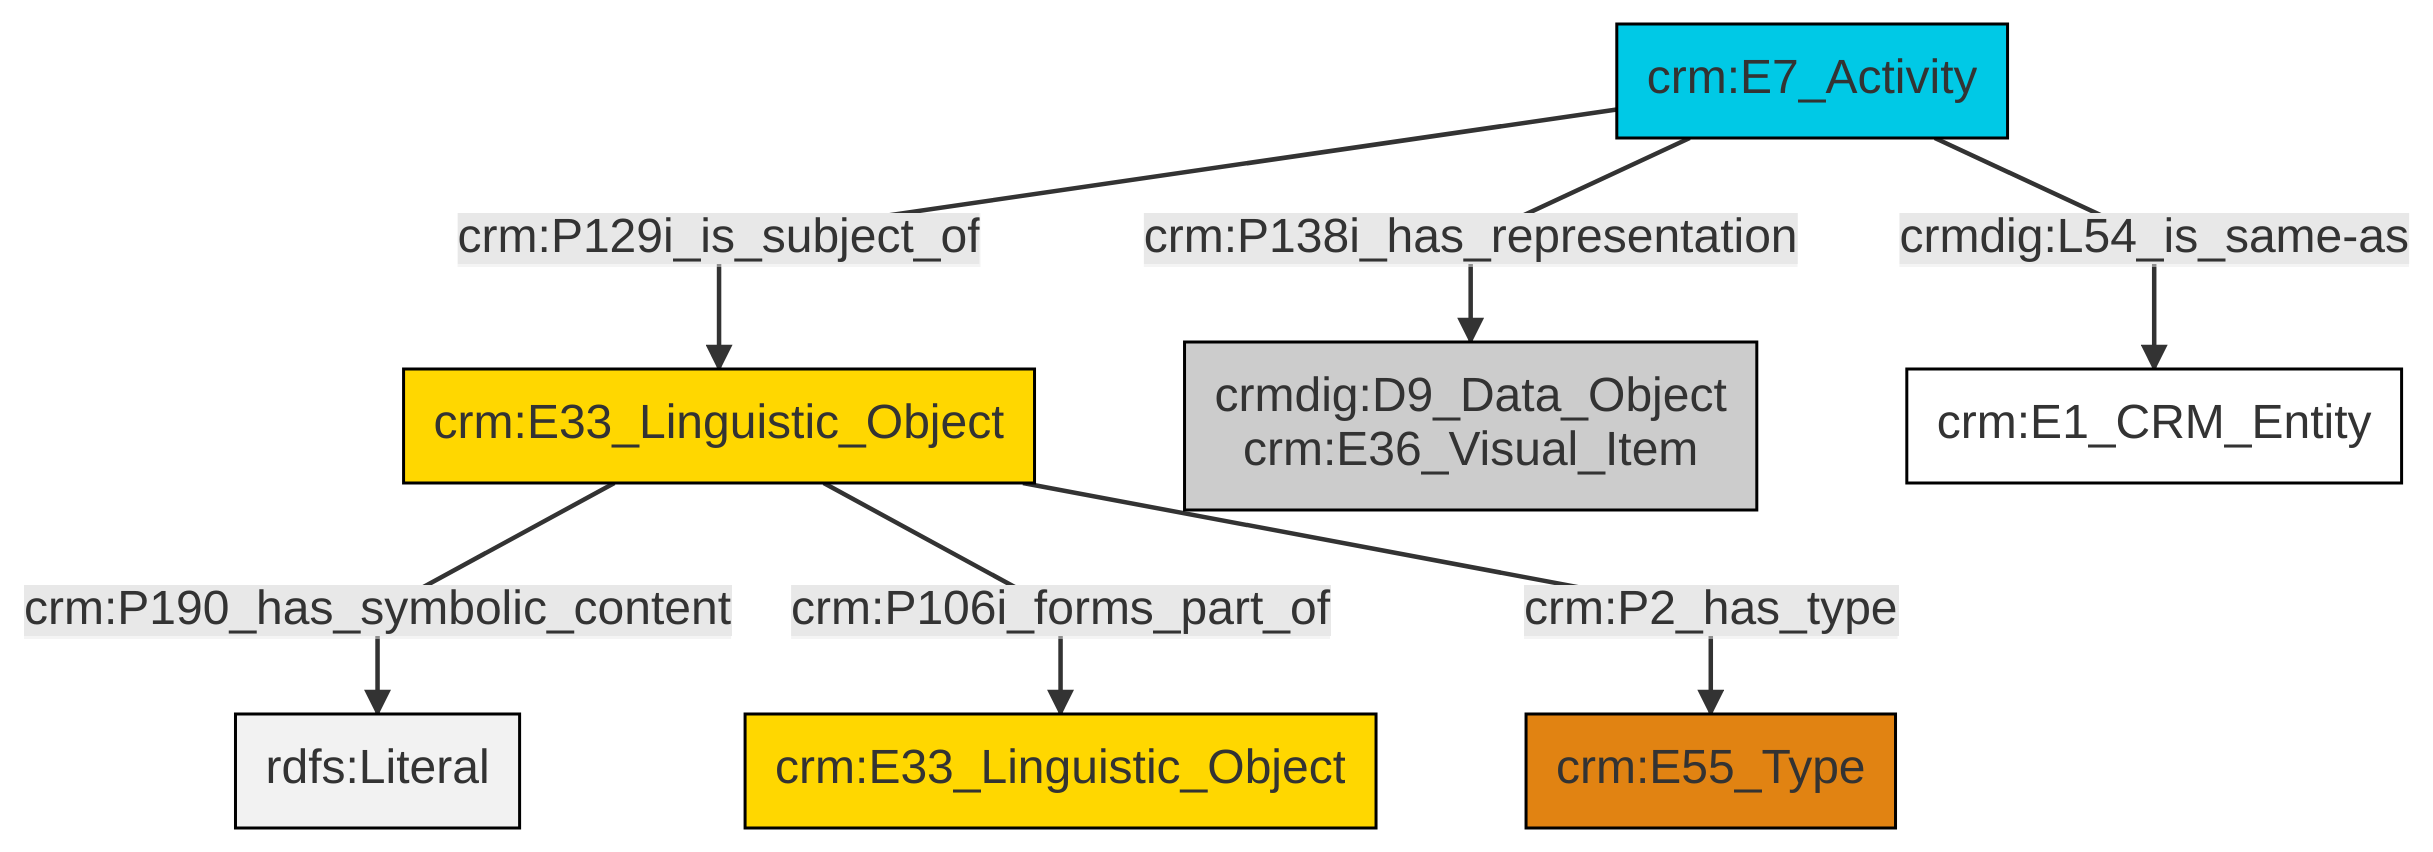 crm:E7_Activity
crm:P129i_is_subject_of
crm:P138i_has_representation
crmdig:L54_is_same-as
crm:E33_Linguistic_Object
crmdig:D9_Data_Object
crm:E36_Visual_Item
crm:E1_CRM_Entity
crm:P190_has_symbolic_content
crm:P106i_forms_part_of
crm:P2_has_type
rdfs:Literal
crm:E33_Linguistic_Object
crm:E55_Type